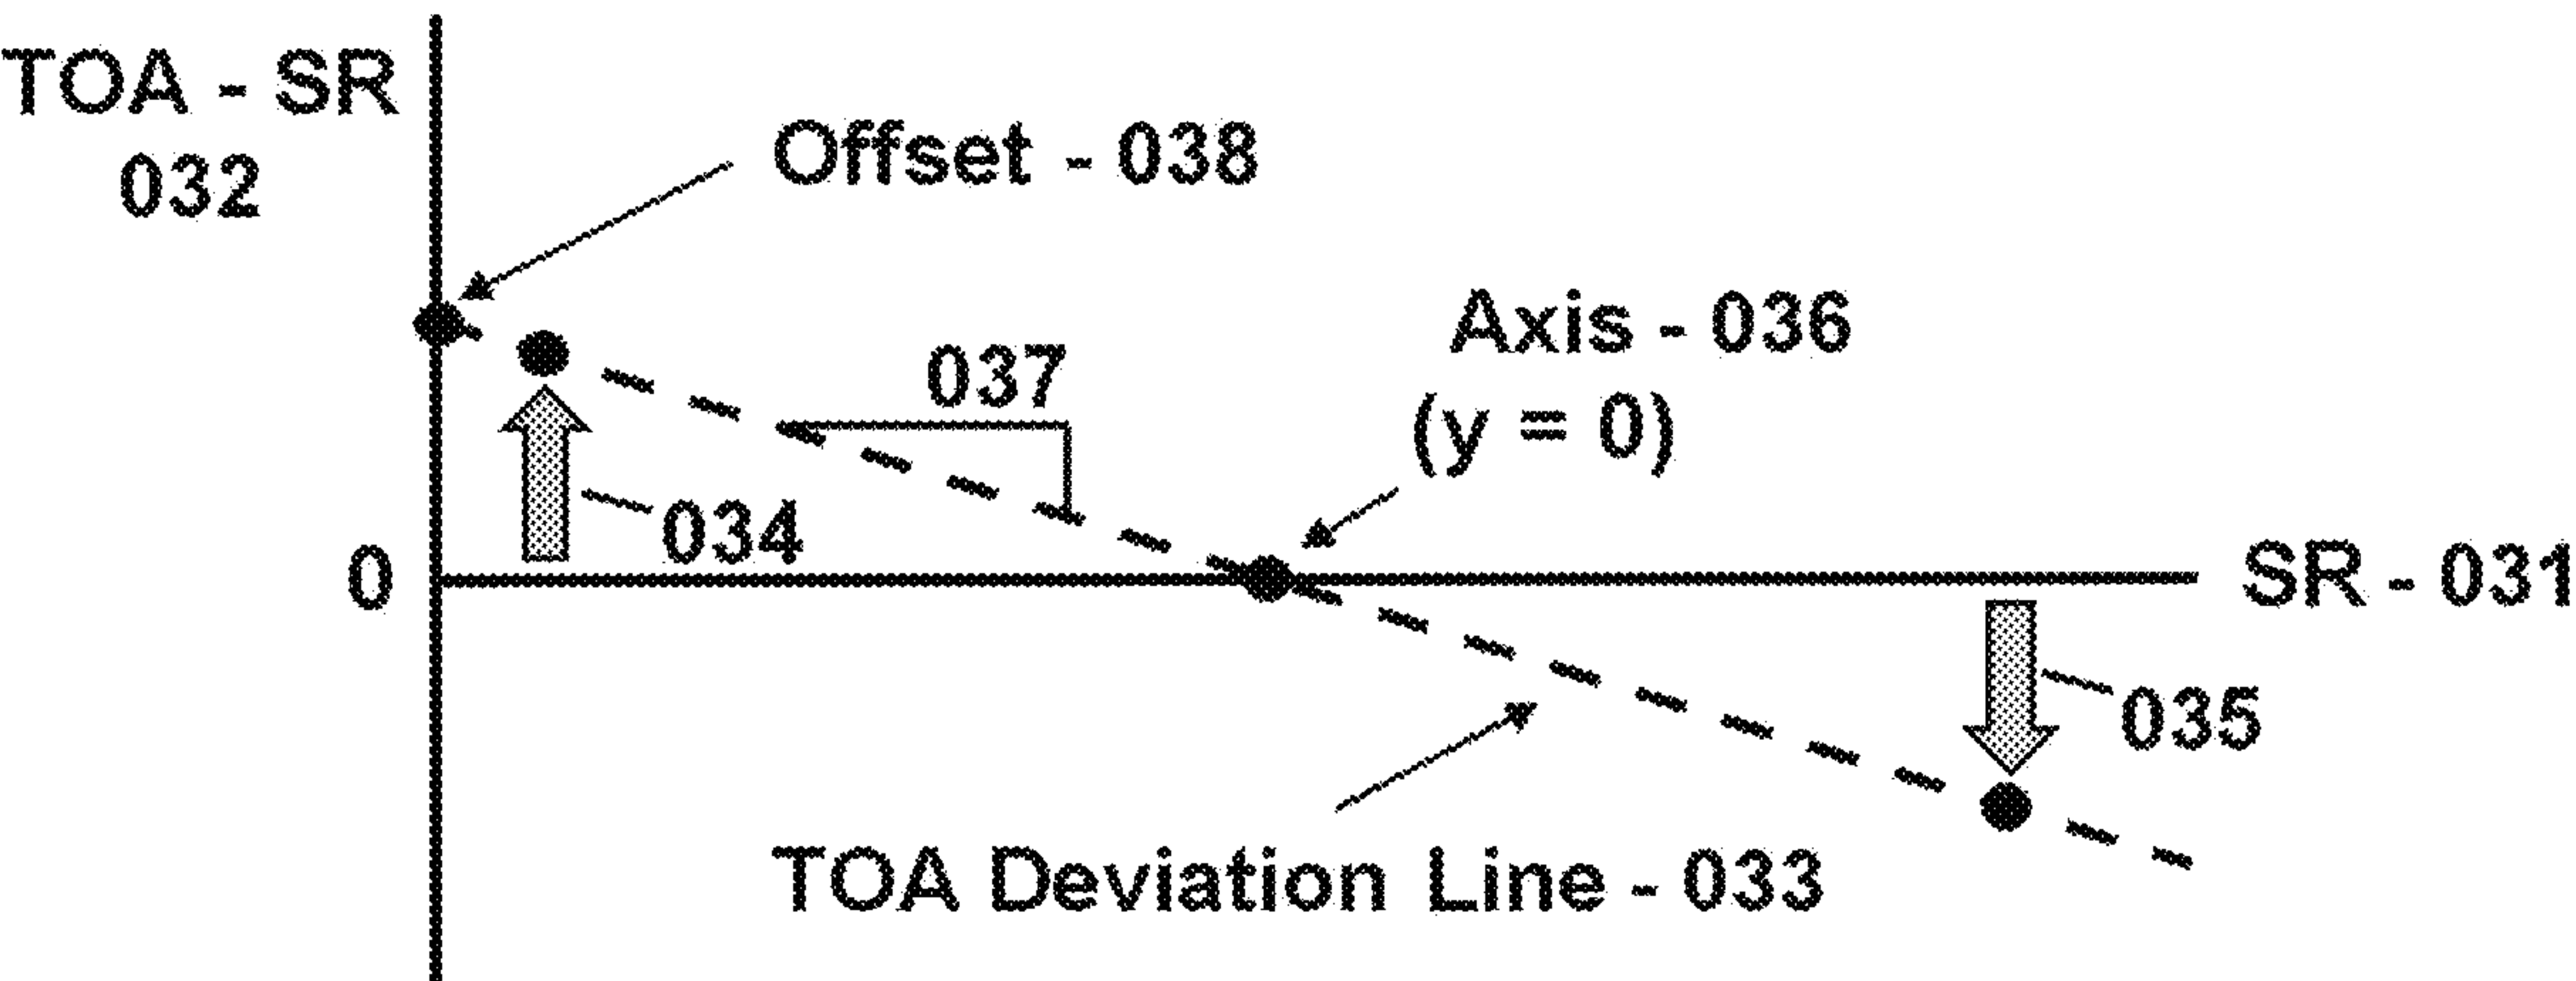 TOA - SR
032
Offset - 038
Axis - 036
(y = 0)
037
034
0
SR - 031
035
TOA Deviation Line - 033